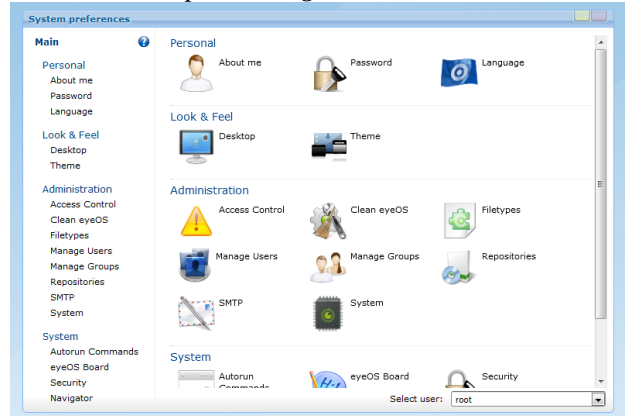 System preferences
Main
Personal
About me
Password
Language
Look & Feel
Desktop
Theme
Administration
Access Control
Clean eyeOS
Filetypes
Manage Users
Manage Groups
Repositories
SMTP
System
System
Autorun Commands
eyeOS Board
Security
Navigator
Personal
About me Password Language
Look & Feel
Desktop Theme
Administration
Access Control Clean eyeOS Filetypes
Manage Users Manage Groups Repositories
SMTP System
System
Autorun eyeOS Board Security
Commands
Hi!
Select user: root